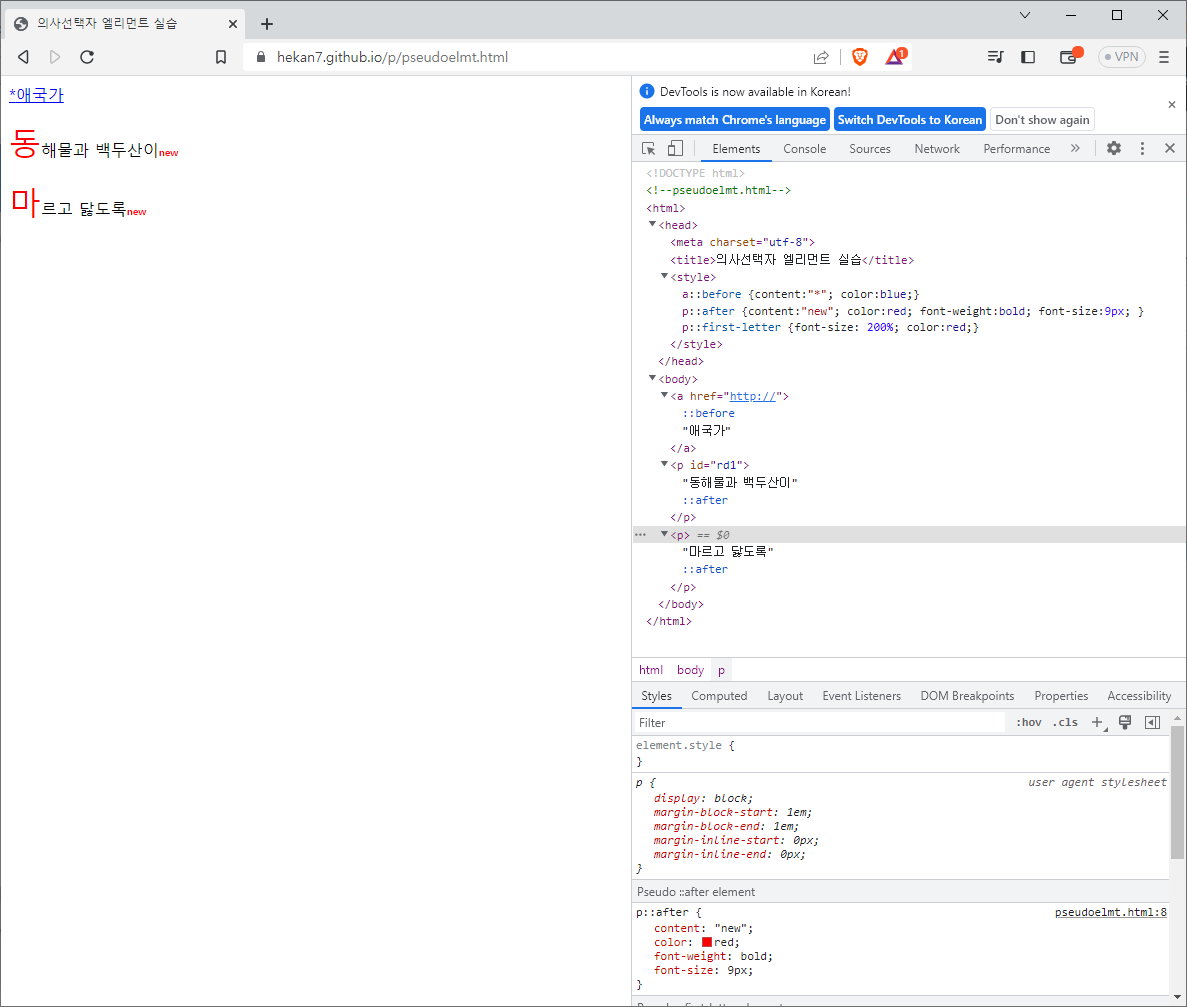 의사선택자 엘리먼트 실습
hekan7.github.io/p/pseudoelmt.html
1
VPN
*애국가
동해물과 백두산이new
마르고 닳도록new
DevTools is now available in Korean!
Always match Chrome's language Switch DevTools to Korean Don't show again
Elements Console Sources Network Performance »
<!DOCTYPE html>
<!--pseudoelmt.html-->
<html>
<head>
<meta charset="utf-8">
<title>의사선택자 엘리먼트 실습</title>
<style>
a::before {content:"*"; color:blue;}
p::after {content:"new"; color:red; font-weight:bold; font-size:9px; }
p::first-letter {font-size: 200%; color:red;}
</style>
</head>
<body>
<a href="http://">
::before
"애국가"
</a>
<p id="rd1">
"동해물과 백두산이"
::after
</p>
<p> == $0
"마르고 닳도록"
::after
</p>
</body>
</html>
html body p
Styles Computed Layout Event Listeners DOM Breakpoints Properties Accessibility
Filter :hov .cls
element.style {
}
p { user agent stylesheet
display: block;
margin-block-start: 1em;
margin-block-end: 1em;
margin-inline-start: 0px;
margin-inline-end: 0px;
}
Pseudo ::after element
p::after { pseudoelmt.html:8
content: "new";
color: red;
font-weight: bold;
font-size: 9px;
}